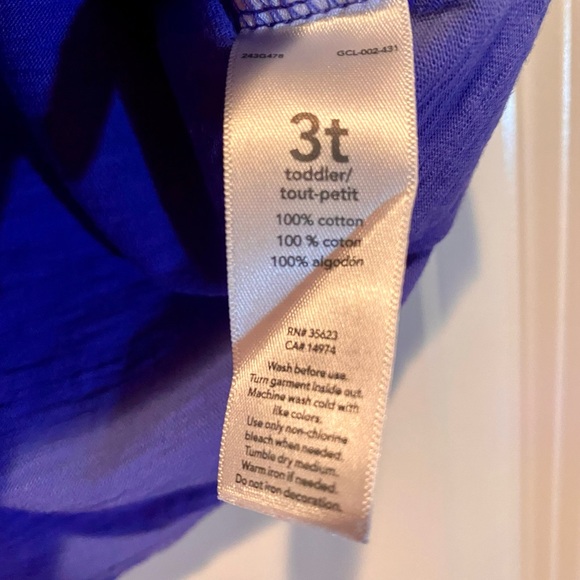 243G478
GCL-002-431
3t
toddler/
tout-petit
100% cotton
100 % coton
100% algodón
RN# 35623
CA# 14974
Wash before use.
Turn garment inside out.
Machine wash cold with
like colors.
Use only non-chlorine
bleach when needed.
Tumble dry medium.
Warm iron if needed.
Do not iron decoration.